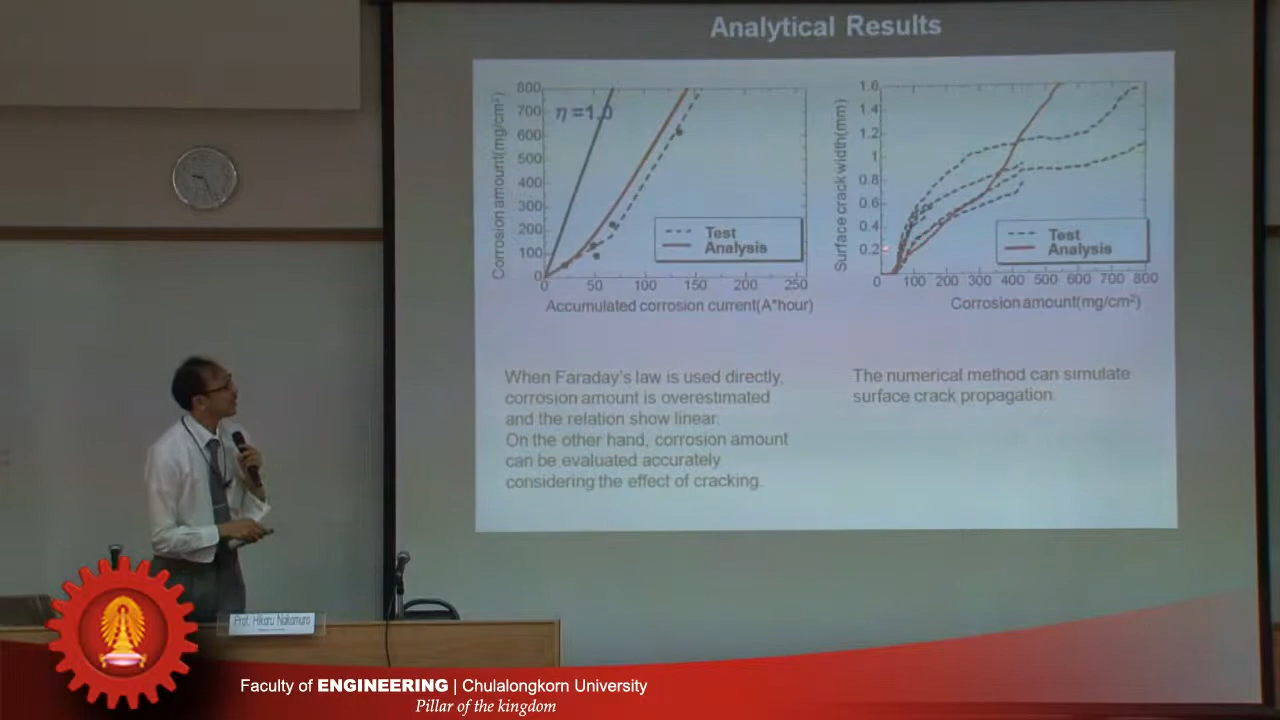 Analytical Results
Corrosion amount(mg/cm²)
800
700
600
500
400
300
200
100
0
η =1.0
Test
Analysis
0 50 100 150 200 250
Accumulated corrosion current(A*hour)
Surface crack width(mm)
1.6
1.4
1.2
1
0.8
0.6
0.4
0.2
Test
Analysis
0 100 200 300 400 500 600 700 800
Corrosion amount(mg/cm²)
When Faraday's law is used directly,
corrosion amount is overestimated
and the relation show linear.
On the other hand, corrosion amount
can be evaluated accurately
considering the effect of cracking.
The numerical method can simulate
surface crack propagation.
Prof. Hikaru Nakamura
Faculty of ENGINEERING | Chulalongkorn University
Pillar of the kingdom